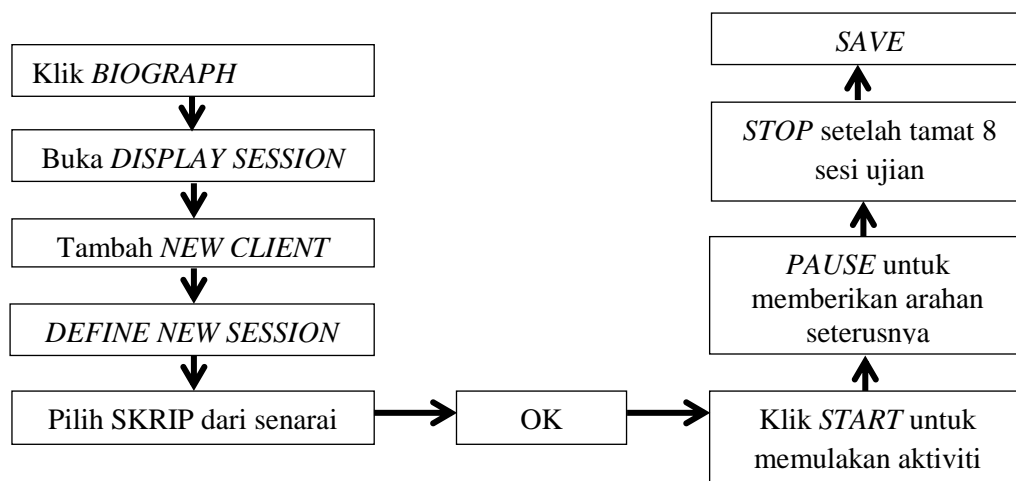 Klik BIOGRAPH
Buka DISPLAY SESSION
Tambah NEW CLIENT
DEFINE NEW SESSION
Pilih SKRIP dari senarai
OK
Klik START untuk
memulakan aktiviti
PAUSE untuk
memberikan arahan
seterusnya
STOP setelah tamat 8
sesi ujian
SAVE